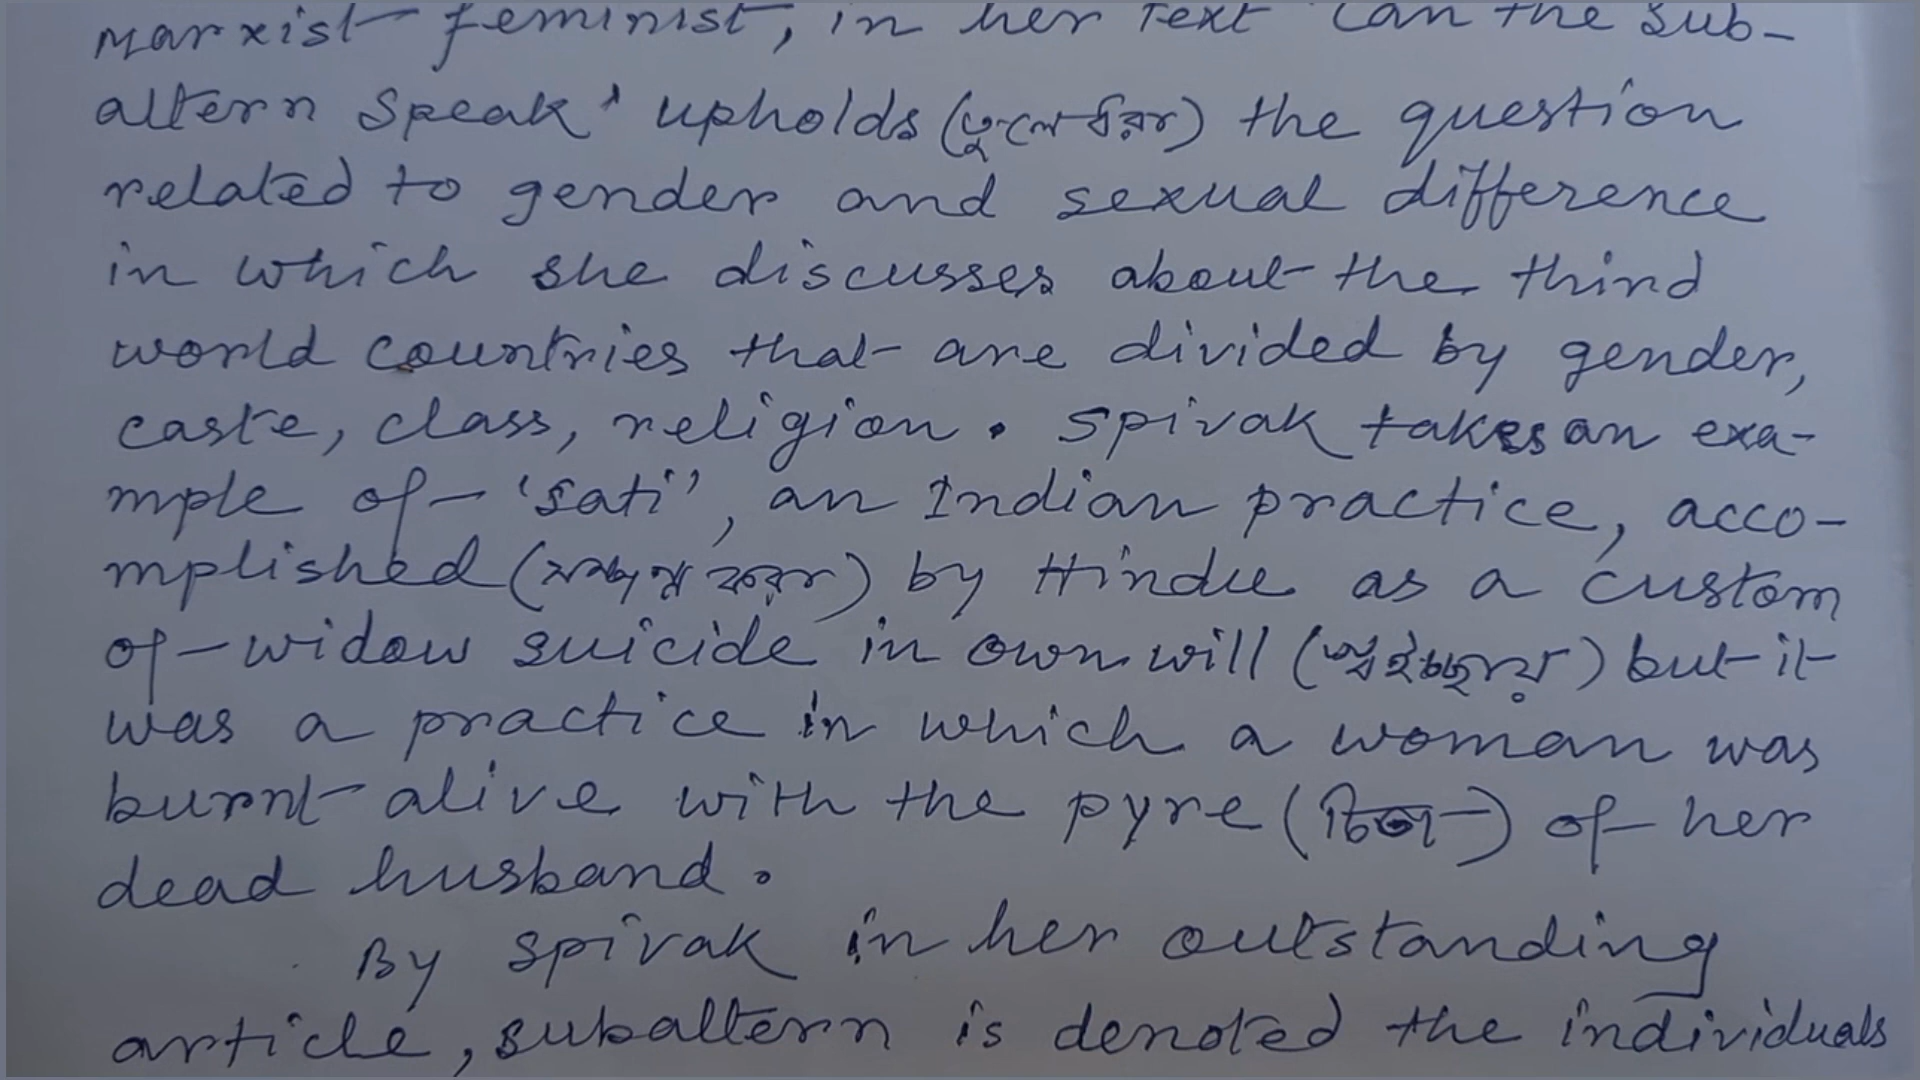 Marxist feminist, in her Text 'Can the Sub-
altern Speak' upholds (তুলে ধরা) the question
related to gender and sexual difference
in which she discusses about the third
world countries that are divided by gender,
caste, class, religion. Spivak takes an exa-
mple of 'Sati', an Indian practice, acco-
mplished (সম্পন্ন করা) by Hindu as a custom
of widow suicide in own will (স্বইচ্ছায়) but it
was a practice in which a woman was
burnt alive with the pyre (চিতা) of her
dead husband.
By Spivak in her outstanding
article, subaltern is denoted the individuals